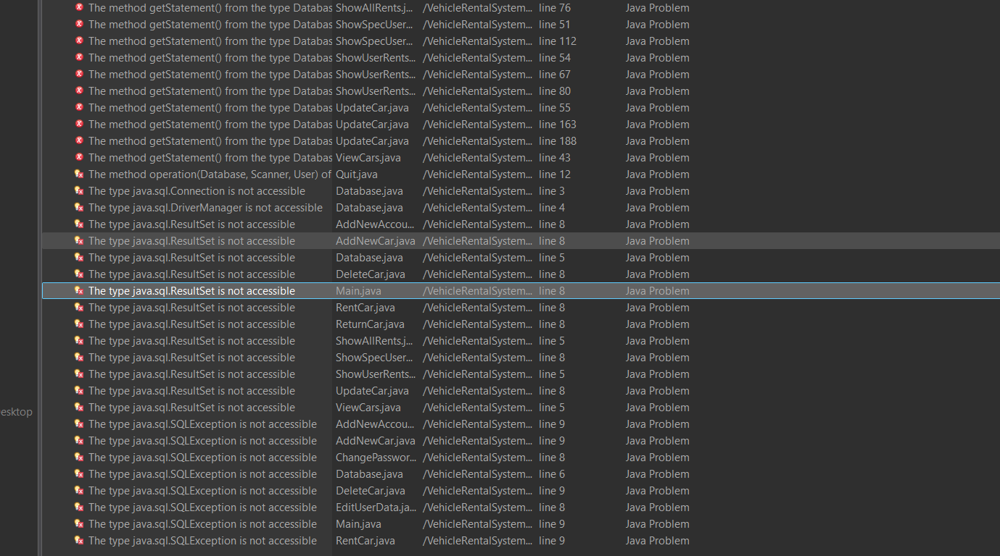 The method getStatement() from the type Databas ShowAllRents.j... /VehicleRentalSystem... line 76 Java Problem
The method getStatement() from the type Databas ShowSpecUser... /VehicleRentalSystem... line 51 Java Problem
The method getStatement() from the type Databas ShowSpecUser... /VehicleRentalSystem... line 112 Java Problem
The method getStatement() from the type Databas ShowUserRents... /VehicleRentalSystem... line 54 Java Problem
The method getStatement() from the type Databas ShowUserRents... /VehicleRentalSystem... line 67 Java Problem
The method getStatement() from the type Databas ShowUserRents... /VehicleRentalSystem... line 80 Java Problem
The method getStatement() from the type Databas UpdateCar.java /VehicleRentalSystem... line 55 Java Problem
The method getStatement() from the type Databas UpdateCar.java /VehicleRentalSystem... line 163 Java Problem
The method getStatement() from the type Databas UpdateCar.java /VehicleRentalSystem... line 188 Java Problem
The method getStatement() from the type Databas ViewCars.java /VehicleRentalSystem... line 43 Java Problem
The method operation(Database, Scanner, User) of Quit.java /VehicleRentalSystem... line 12 Java Problem
The type java.sql.Connection is not accessible Database.java /VehicleRentalSystem... line 3 Java Problem
The type java.sql.DriverManager is not accessible Database.java /VehicleRentalSystem... line 4 Java Problem
The type java.sql.ResultSet is not accessible AddNewAccou... /VehicleRentalSystem... line 8 Java Problem
The type java.sql.ResultSet is not accessible AddNewCar.java /VehicleRentalSystem... line 8 Java Problem
The type java.sql.ResultSet is not accessible Database.java /VehicleRentalSystem... line 5 Java Problem
The type java.sql.ResultSet is not accessible DeleteCar.java /VehicleRentalSystem... line 8 Java Problem
The type java.sql.ResultSet is not accessible Main.java /VehicleRentalSystem... line 8 Java Problem
The type java.sql.ResultSet is not accessible RentCar.java /VehicleRentalSystem... line 8 Java Problem
The type java.sql.ResultSet is not accessible ReturnCar.java /VehicleRentalSystem... line 8 Java Problem
The type java.sql.ResultSet is not accessible ShowAllRents.j... /VehicleRentalSystem... line 5 Java Problem
The type java.sql.ResultSet is not accessible ShowSpecUser... /VehicleRentalSystem... line 8 Java Problem
The type java.sql.ResultSet is not accessible ShowUserRents... /VehicleRentalSystem... line 5 Java Problem
The type java.sql.ResultSet is not accessible UpdateCar.java /VehicleRentalSystem... line 8 Java Problem
The type java.sql.ResultSet is not accessible ViewCars.java /VehicleRentalSystem... line 5 Java Problem
esktop
The type java.sql.SQLException is not accessible AddNewAccou... /VehicleRentalSystem... line 9 Java Problem
The type java.sql.SQLException is not accessible AddNewCar.java /VehicleRentalSystem... line 9 Java Problem
The type java.sql.SQLException is not accessible ChangePasswor... /VehicleRentalSystem... line 8 Java Problem
The type java.sql.SQLException is not accessible Database.java /VehicleRentalSystem... line 6 Java Problem
The type java.sql.SQLException is not accessible DeleteCar.java /VehicleRentalSystem... line 9 Java Problem
The type java.sql.SQLException is not accessible EditUserData.ja... /VehicleRentalSystem... line 8 Java Problem
The type java.sql.SQLException is not accessible Main.java /VehicleRentalSystem... line 9 Java Problem
The type java.sql.SQLException is not accessible RentCar.java /VehicleRentalSystem... line 9 Java Problem